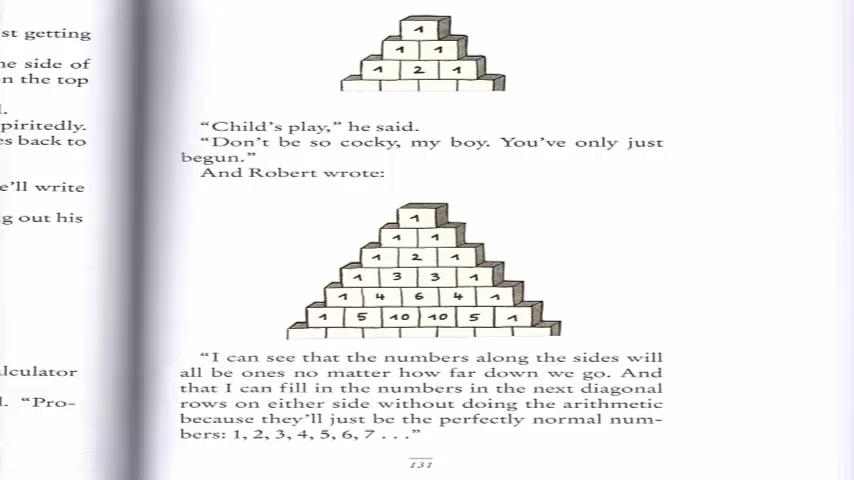 st getting
he side of
n the top
l.
piritedly.
es back to
e'll write
g out his
lculator
l. “Pro-
1
1 1
1 2 1
“Child's play,” he said.
“Don't be so cocky, my boy. You've only just
begun.”
And Robert wrote:
1
1 1
1 2 1
1 3 3 1
1 4 6 4 1
1 5 10 10 5 1
“I can see that the numbers along the sides will
all be ones no matter how far down we go. And
that I can fill in the numbers in the next diagonal
rows on either side without doing the arithmetic
because they'll just be the perfectly normal num-
bers: 1, 2, 3, 4, 5, 6, 7 . . .”
131